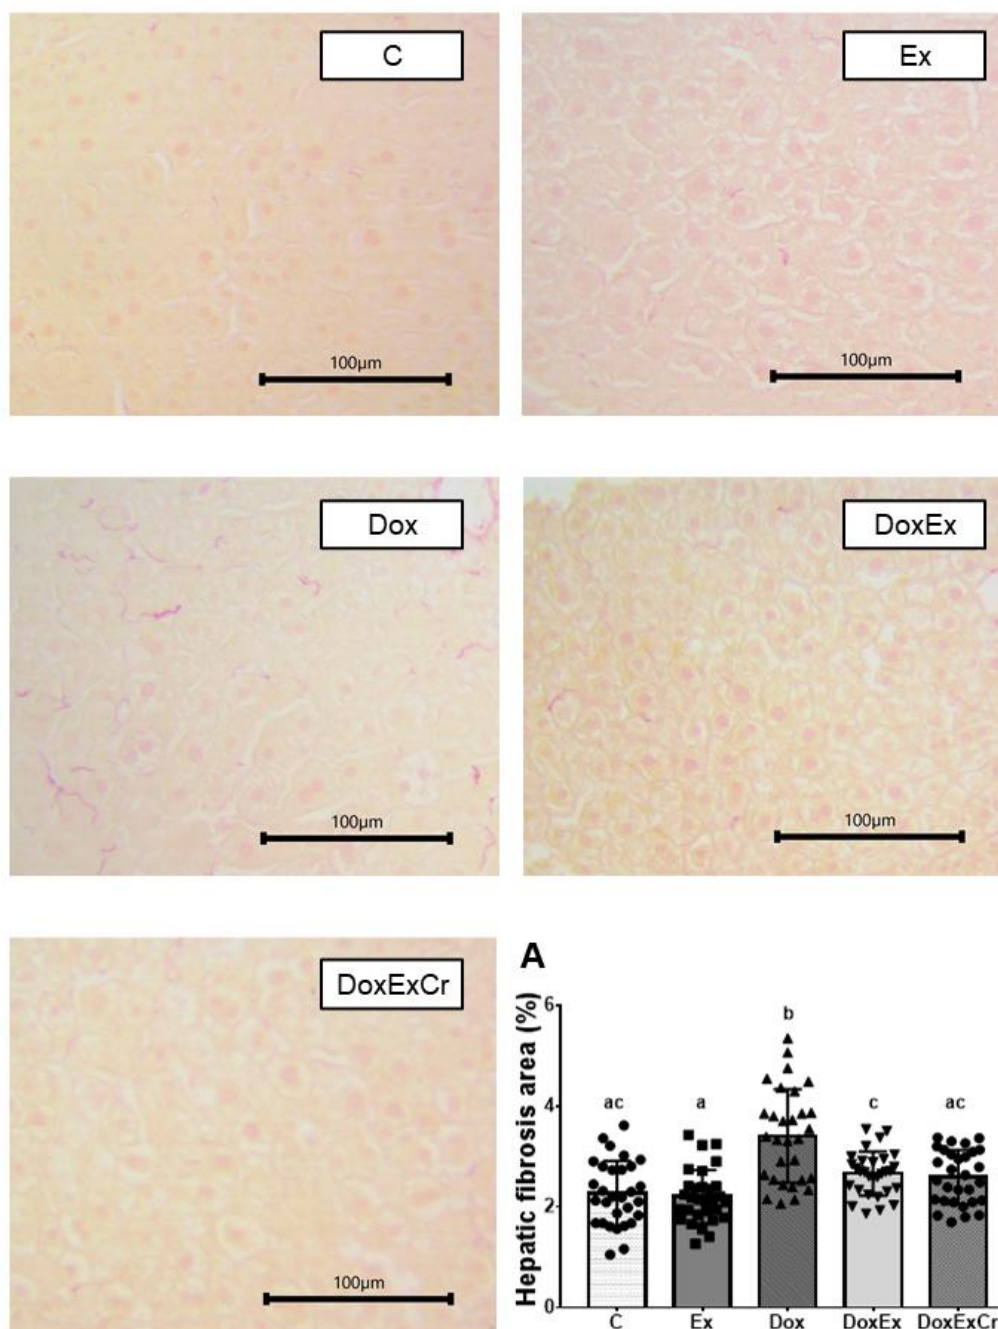 C
Ex
100µm
100µm
Dox
DoxEx
100µm
100µm
DoxExCr
100µm
A
Hepatic fibrosis area (%)
6
4
2
0
ac
a
b
c
ac
C
Ex
Dox
DoxEx
DoxExCr